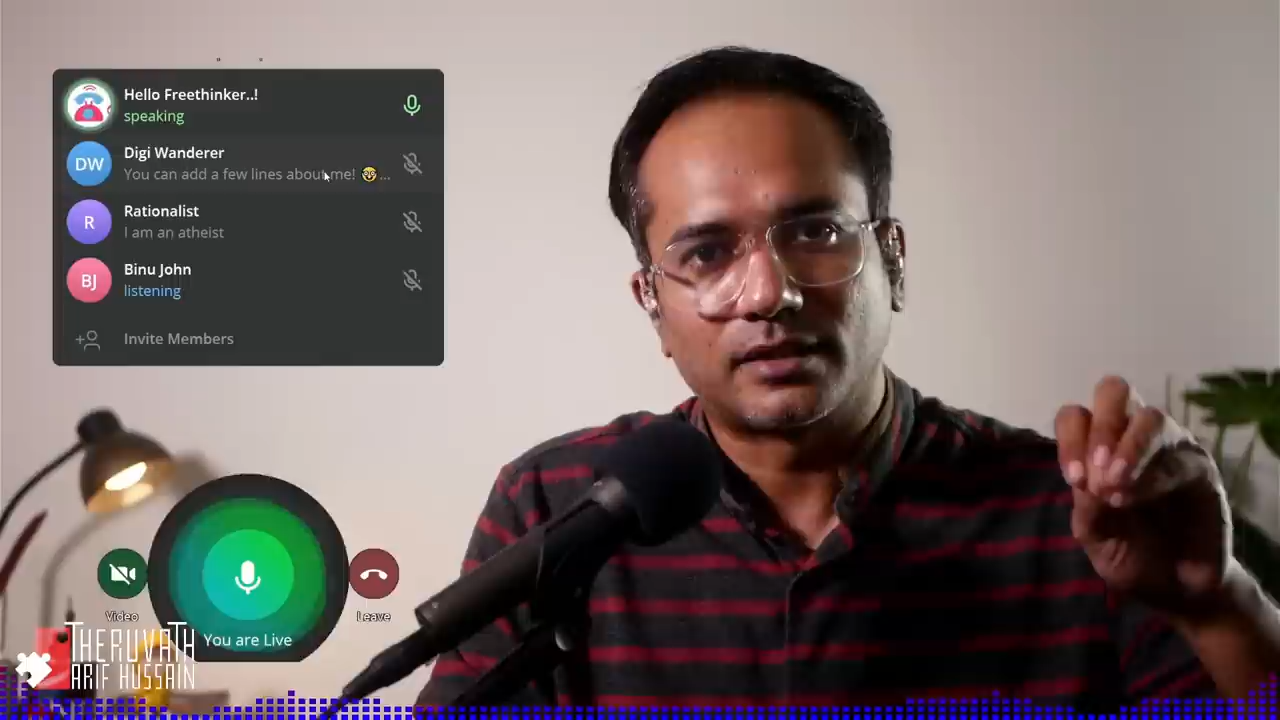 Hello Freethinker..!
speaking
DW
Digi Wanderer
You can add a few lines about me! 🤓 ...
R
Rationalist
I am an atheist
BJ
Binu John
listening
Invite Members
Video
You are Live
Leave
THERUVATH
ARIF HUSSAIN